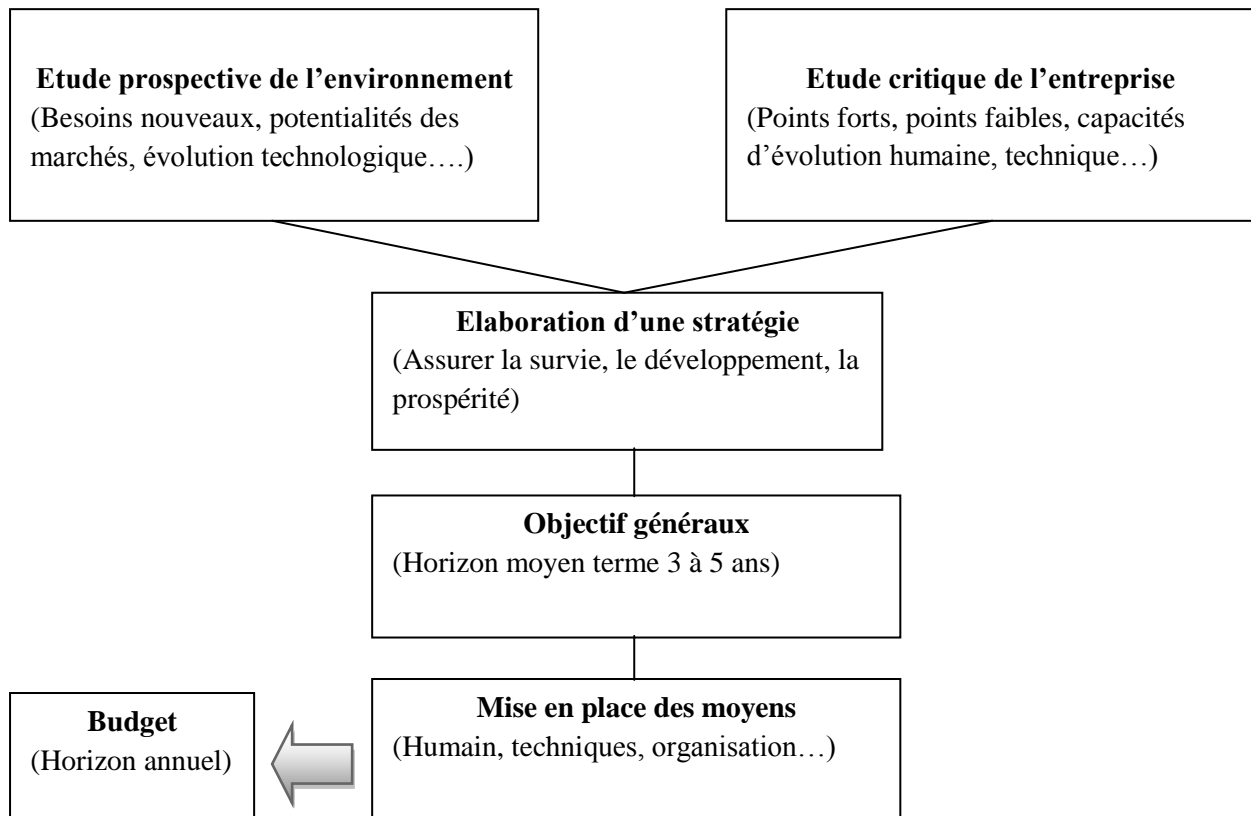 Etude prospective de l’environnement
(Besoins nouveaux, potentialités des
marchés, évolution technologique….)
Etude critique de l’entreprise
(Points forts, points faibles, capacités
d’évolution humaine, technique…)
Elaboration d’une stratégie
(Assurer la survie, le développement, la
prospérité)
Objectif généraux
(Horizon moyen terme 3 à 5 ans)
Mise en place des moyens
(Humain, techniques, organisation…)
Budget
(Horizon annuel)